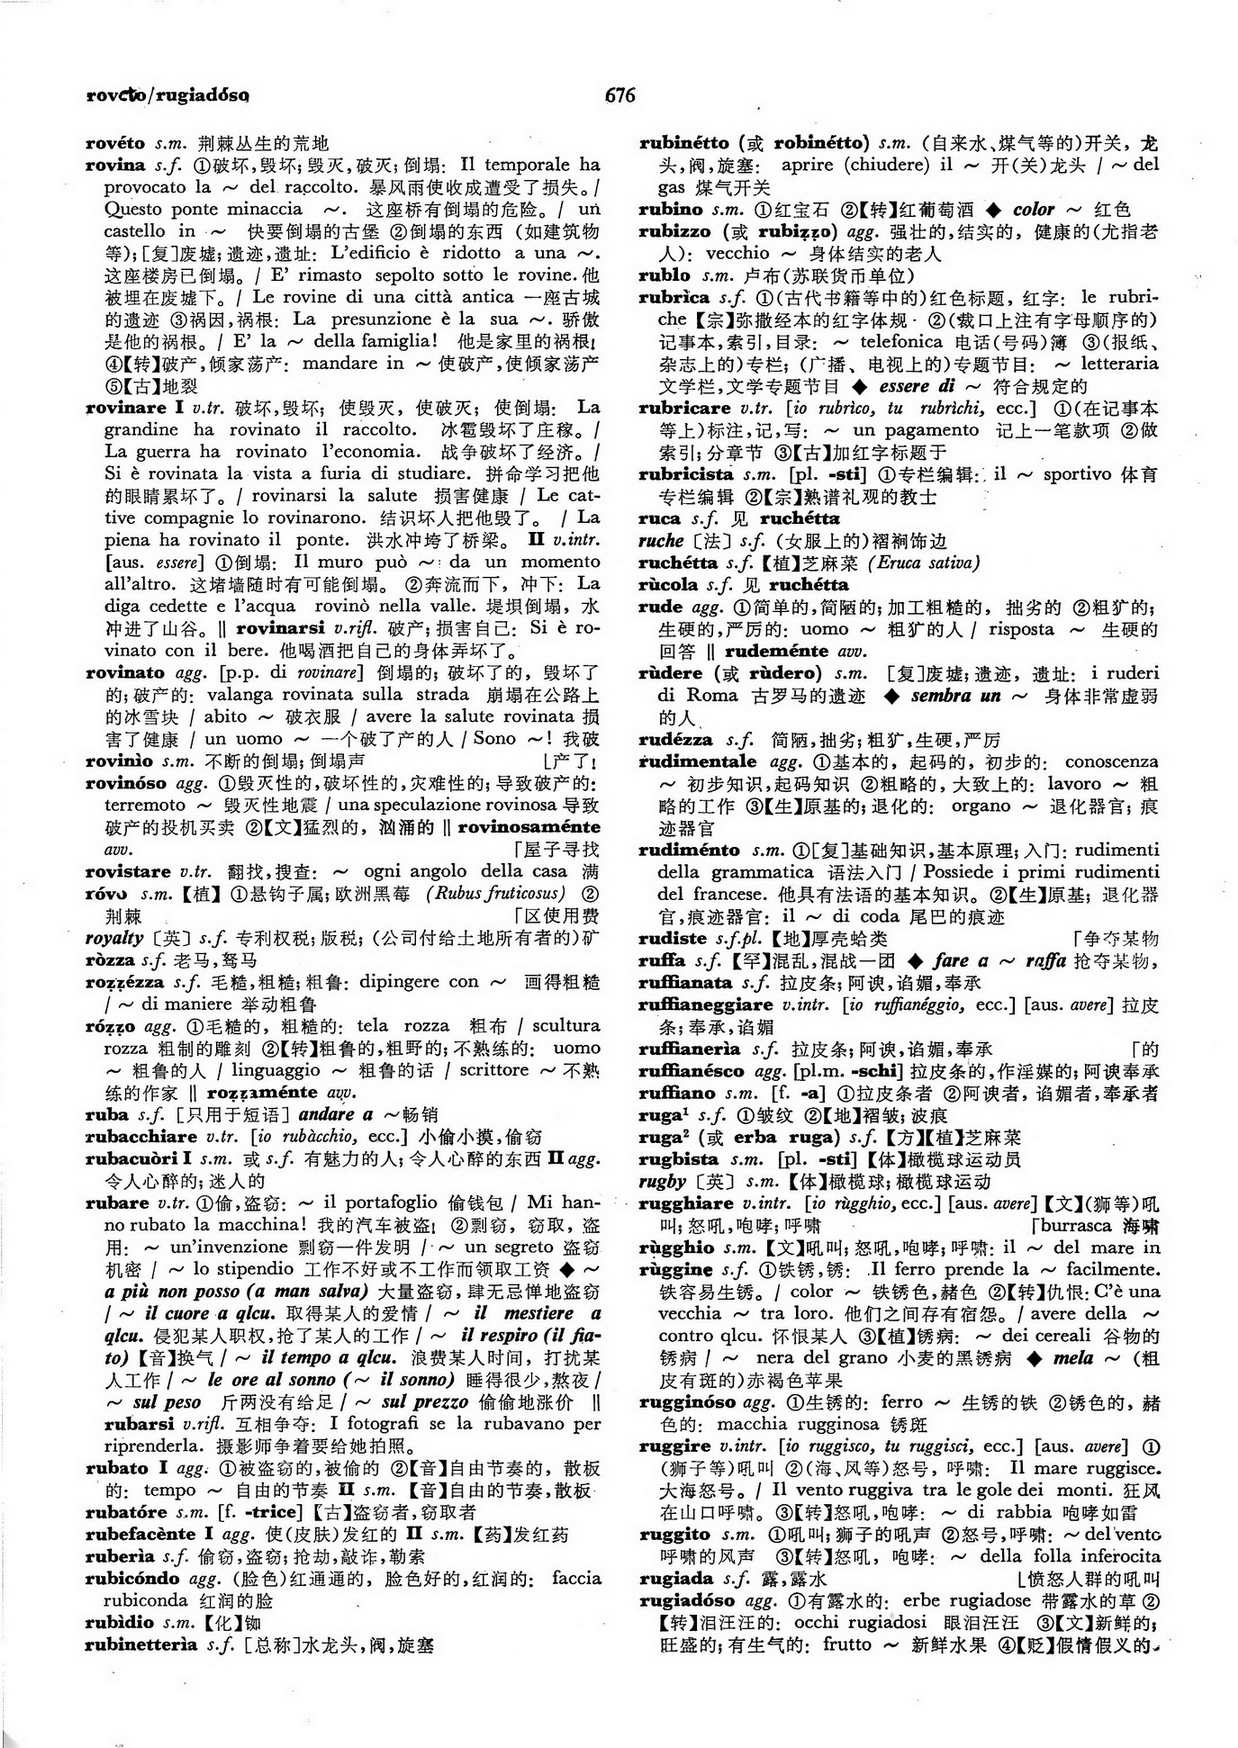 rovéto/rugiadóso
676
rovéto s.m. 荆棘丛生的荒地
rovina s.f. ①破坏,毁坏;毁灭,破灭;倒塌: Il temporale ha
provocato la ～ del raccolto. 暴风雨使收成遭受了损失。/
Questo ponte minaccia ～. 这座桥有倒塌的危险。/ un
castello in ～ 快要倒塌的古堡 ②倒塌的东西 (如建筑物
等);[复]废墟;遗迹,遗址: L'edificio è ridotto a una ～.
这座楼房已倒塌。/ E' rimasto sepolto sotto le rovine. 他
被埋在废墟下。/ Le rovine di una città antica 一座古城
的遗迹 ③祸因,祸根: La presunzione è la sua ～. 骄傲
是他的祸根。/ E' la ～ della famiglia! 他是家里的祸根!
④【转】破产,倾家荡产: mandare in ～ 使破产,使倾家荡产
⑤【古】地裂
rovinare I v.tr. 破坏,毁坏; 使毁灭, 使破灭; 使倒塌: La
grandine ha rovinato il raccolto. 冰雹毁坏了庄稼。/
La guerra ha rovinato l'economia. 战争破坏了经济。/
Si è rovinata la vista a furia di studiare. 拼命学习把他
的眼睛累坏了。/ rovinarsi la salute 损害健康 / Le cat-
tive compagnie lo rovinarono. 结识坏人把他毁了。 / La
piena ha rovinato il ponte. 洪水冲垮了桥梁。 II v.intr.
[aus. essere] ①倒塌: Il muro può ～ da un momento
all'altro. 这堵墙随时有可能倒塌。 ②奔流而下, 冲下: La
diga cedette e l'acqua rovinò nella valle. 堤坝倒塌, 水
冲进了山谷。‖ rovinarsi v.rifl. 破产;损害自己: Si è ro-
vinato con il bere. 他喝酒把自己的身体弄坏了。
rovinato agg. [p.p. di rovinare] 倒塌的; 破坏了的, 毁坏了
的;破产的: valanga rovinata sulla strada 崩塌在公路上
的冰雪块 / abito ～ 破衣服 / avere la salute rovinata 损
害了健康 / un uomo ～ 一个破了产的人 / Sono ～! 我破
rovinìo s.m. 不断的倒塌;倒塌声 ⌊产了!
rovinóso agg. ①毁灭性的,破坏性的,灾难性的;导致破产的:
terremoto ～ 毁灭性地震 / una speculazione rovinosa 导致
破产的投机买卖 ②【文】猛烈的, 汹涌的 ‖ rovinosaménte
avv. ⌈屋子寻找
rovistare v.tr. 翻找,搜查: ～ ogni angolo della casa 满
róvo s.m. 【植】①悬钩子属;欧洲黑莓 (Rubus fruticosus) ②
荆棘 ⌈区使用费
royalty〔英〕s.f. 专利权税;版税; (公司付给土地所有者的)矿
ròzza s.f. 老马,驽马
rozzézza s.f. 毛糙,粗糙;粗鲁: dipingere con ～ 画得粗糙
/ ～ di maniere 举动粗鲁
rózzo agg. ①毛糙的, 粗糙的: tela rozza 粗布 / scultura
rozza 粗制的雕刻 ②【转】粗鲁的,粗野的;不熟练的: uomo
～ 粗鲁的人 / linguaggio ～ 粗鲁的话 / scrittore ～ 不熟
练的作家 ‖ rozzaménte avv.
ruba s.f. [只用于短语] andare a ～畅销
rubacchiare v.tr. [io rubàcchio, ecc.] 小偷小摸,偷窃
rubacuòri I s.m. 或 s.f. 有魅力的人;令人心醉的东西 II agg.
令人心醉的;迷人的
rubare v.tr. ①偷,盗窃: ～ il portafoglio 偷钱包 / Mi han-
no rubato la macchina! 我的汽车被盗! ②剽窃, 窃取, 盗
用: ～ un'invenzione 剽窃一件发明 / ～ un segreto 盗窃
机密 / ～ lo stipendio 工作不好或不工作而领取工资 ◆ ～
a più non posso (a man salva) 大量盗窃,肆无忌惮地盗窃
/ ～ il cuore a qlcu. 取得某人的爱情 / ～ il mestiere a
qlcu. 侵犯某人职权,抢了某人的工作 / ～ il respiro (il fia-
to)【音】换气 / ～ il tempo a qlcu. 浪费某人时间, 打扰某
人工作 / ～ le ore al sonno (～ il sonno) 睡得很少,熬夜 /
～ sul peso 斤两没有给足 / ～ sul prezzo 偷偷地涨价 ‖
rubarsi v.rifl. 互相争夺: I fotografi se la rubavano per
riprenderla. 摄影师争着要给她拍照。
rubato I agg. ①被盗窃的,被偷的 ②【音】自由节奏的, 散板
的: tempo ～ 自由的节奏 II s.m. 【音】自由的节奏,散板
rubatóre s.m. [f. -trice]【古】盗窃者,窃取者
rubefacènte I agg. 使(皮肤)发红的 II s.m. 【药】发红药
ruberìa s.f. 偷窃,盗窃;抢劫,敲诈,勒索
rubicóndo agg. (脸色)红通通的, 脸色好的,红润的: faccia
rubiconda 红润的脸
rubìdio s.m. 【化】铷
rubinetterìa s.f. [总称]水龙头,阀,旋塞
rubinétto (或 robinétto) s.m. (自来水、煤气等的)开关, 龙
头,阀,旋塞: aprire (chiudere) il ～ 开(关)龙头 / ～ del
gas 煤气开关
rubino s.m. ①红宝石 ②【转】红葡萄酒 ◆ color ～ 红色
rubizzo (或 rubizzo) agg. 强壮的,结实的, 健康的(尤指老
人): vecchio ～ 身体结实的老人
rublo s.m. 卢布(苏联货币单位)
rubrìca s.f. ①(古代书籍等中的)红色标题, 红字: le rubri-
che【宗】弥撒经本的红字体规 ②(载口上注有字母顺序的)
记事本,索引,目录: ～ telefonica 电话(号码)簿 ③(报纸、
杂志上的)专栏; (广播、电视上的)专题节目: ～ letteraria
文学栏,文学专题节目 ◆ essere di ～ 符合规定的
rubricare v.tr. [io rubrico, tu rubrìchi, ecc.] ①(在记事本
等上)标注,记,写: ～ un pagamento 记上一笔款项 ②做
索引;分章节 ③【古】加红字标题于
rubricista s.m. [pl. -sti] ①专栏编辑: il ～ sportivo 体育
专栏编辑 ②【宗】熟谱礼观的教士
ruca s.f. 见 ruchétta
ruche〔法〕s.f. (女服上的)褶裥饰边
ruchétta s.f.【植】芝麻菜 (Eruca sativa)
rùcola s.f. 见 ruchétta
rude agg. ①简单的,简陋的;加工粗糙的, 拙劣的 ②粗犷的;
生硬的,严厉的: uomo ～ 粗犷的人 / risposta ～ 生硬的
回答 ‖ rudeménte avv.
rùdere (或 rùdero) s.m. [复]废墟;遗迹, 遗址: i ruderi
di Roma 古罗马的遗迹 ◆ sembra un ～ 身体非常虚弱
的人
rudézza s.f. 简陋,拙劣;粗犷,生硬,严厉
rudimentale agg. ①基本的, 起码的, 初步的: conoscenza
～ 初步知识,起码知识 ②粗略的,大致上的: lavoro ～ 粗
略的工作 ③【生】原基的;退化的: organo ～ 退化器官; 痕
迹器官
rudiménto s.m. ①[复]基础知识,基本原理;入门: rudimenti
della grammatica 语法入门 / Possiede i primi rudimenti
del francese. 他具有法语的基本知识。②【生】原基; 退化器
官,痕迹器官: il ～ di coda 尾巴的痕迹
rudiste s.f.pl. 【地】厚壳蛤类 ⌈争夺某物
ruffa s.f. 【罕】混乱,混战一团 ◆ fare a ～ raffa 抢夺某物,
ruffianata s.f. 拉皮条;阿谀,谄媚,奉承
ruffianeggiare v.intr. [io ruffianéggio, ecc.] [aus. avere] 拉皮
条;奉承,谄媚
ruffianerìa s.f. 拉皮条;阿谀,谄媚,奉承 ⌈的
ruffianésco agg. [pl.m. -schi] 拉皮条的,作淫媒的;阿谀奉承
ruffiano s.m. [f. -a] ①拉皮条者 ②阿谀者, 谄媚者,奉承者
ruga¹ s.f. ①皱纹 ②【地】褶皱;波痕
ruga² (或 erba ruga) s.f. 【方】【植】芝麻菜
rugbista s.m. [pl. -sti]【体】橄榄球运动员
rugby〔英〕s.m. 【体】橄榄球;橄榄球运动
rugghiare v.intr. [io rùgghio, ecc.] [aus. avere]【文】(狮等)吼
叫;怒吼,咆哮;呼啸 ⌈burrasca 海啸
rùgghio s.m. 【文】吼叫;怒吼,咆哮;呼啸: il ～ del mare in
rùggine s.f. ①铁锈,锈: Il ferro prende la ～ facilmente.
铁容易生锈。/ color ～ 铁锈色,赭色 ②【转】仇恨: C'è una
vecchia ～ tra loro. 他们之间存有宿怨。/ avere della ～
contro qlcu. 怀恨某人 ③【植】锈病: ～ dei cereali 谷物的
锈病 / ～ nera del grano 小麦的黑锈病 ◆ mela ～ (粗
皮有斑的)赤褐色苹果
rugginóso agg. ①生锈的: ferro ～ 生锈的铁 ②锈色的, 赭
色的: macchia rugginosa 锈斑
ruggire v.intr. [io ruggisco, tu ruggisci, ecc.] [aus. avere] ①
(狮子等)吼叫 ②(海、风等)怒号, 呼啸: Il mare ruggisce.
大海怒号。/ Il vento ruggiva tra le gole dei monti. 狂风
在山口呼啸。③【转】怒吼,咆哮: ～ di rabbia 咆哮如雷
ruggito s.m. ①吼叫;狮子的吼声 ②怒号,呼啸: ～ del vento
呼啸的风声 ③【转】怒吼, 咆哮: ～ della folla inferocita
rugiada s.f. 露,露水 ⌊愤怒人群的吼叫
rugiadóso agg. ①有露水的: erbe rugiadose 带露水的草 ②
【转】泪汪汪的: occhi rugiadosi 眼泪汪汪 ③【文】新鲜的;
旺盛的;有生气的: frutto ～ 新鲜水果 ④【贬】假情假义的,